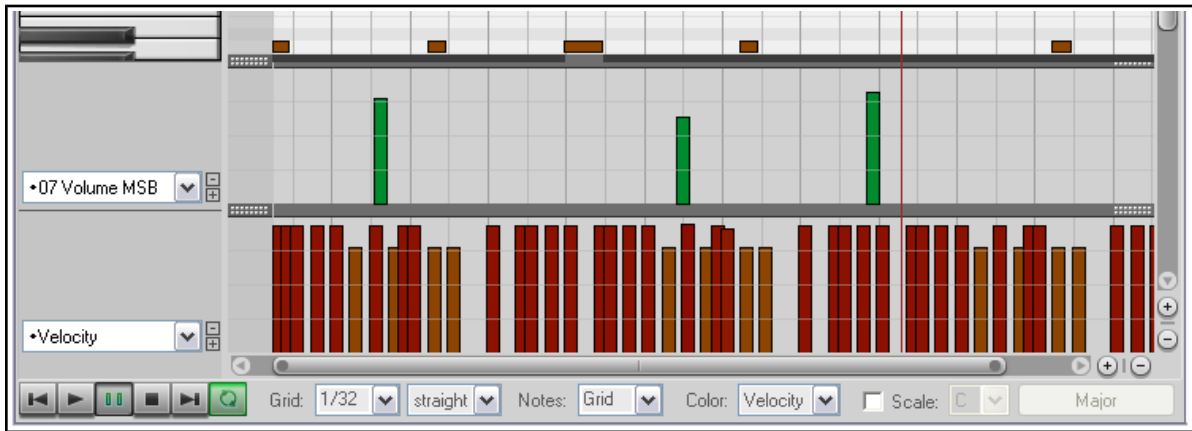 •07 Volume MSB
•Velocity
Grid: 1/32 straight Notes: Grid Color: Velocity Scale: C Major